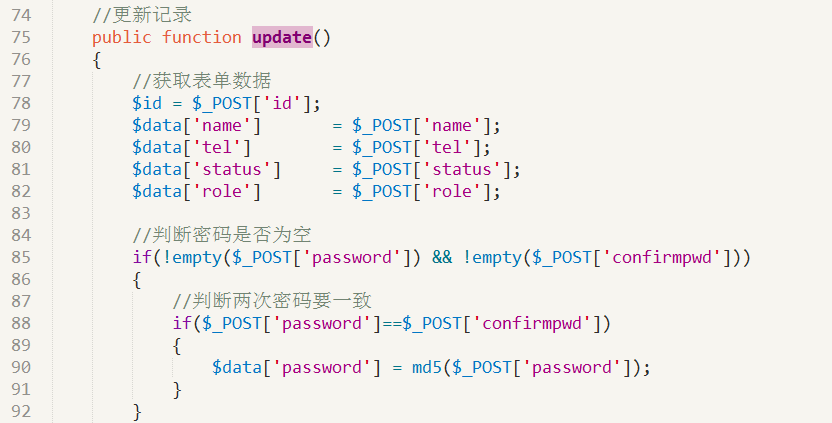 74 //更新记录
75 public function update()
76 {
77 //获取表单数据
78 $id = $_POST['id'];
79 $data['name'] = $_POST['name'];
80 $data['tel'] = $_POST['tel'];
81 $data['status'] = $_POST['status'];
82 $data['role'] = $_POST['role'];
83
84 //判断密码是否为空
85 if(!empty($_POST['password']) && !empty($_POST['confirmpwd']))
86 {
87 //判断两次密码要一致
88 if($_POST['password']==$_POST['confirmpwd'])
89 {
90 $data['password'] = md5($_POST['password']);
91 }
92 }